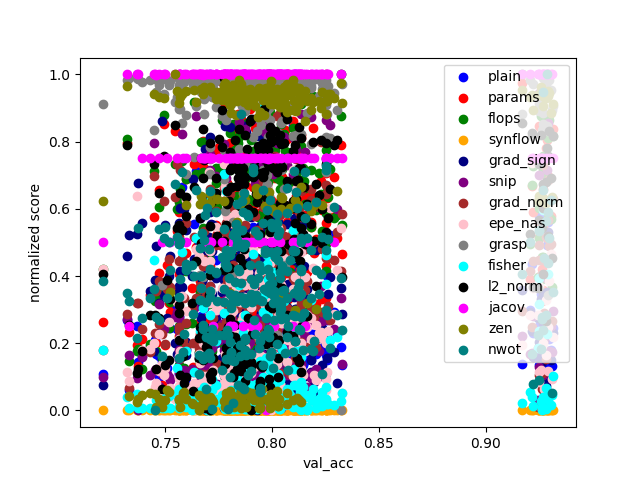 1.0
0.8
0.6
0.4
0.2
0.0
normalized score
0.75
0.80
0.85
0.90
val_acc
plain
params
flops
synflow
grad_sign
snip
grad_norm
epe_nas
grasp
fisher
l2_norm
jacov
zen
nwot